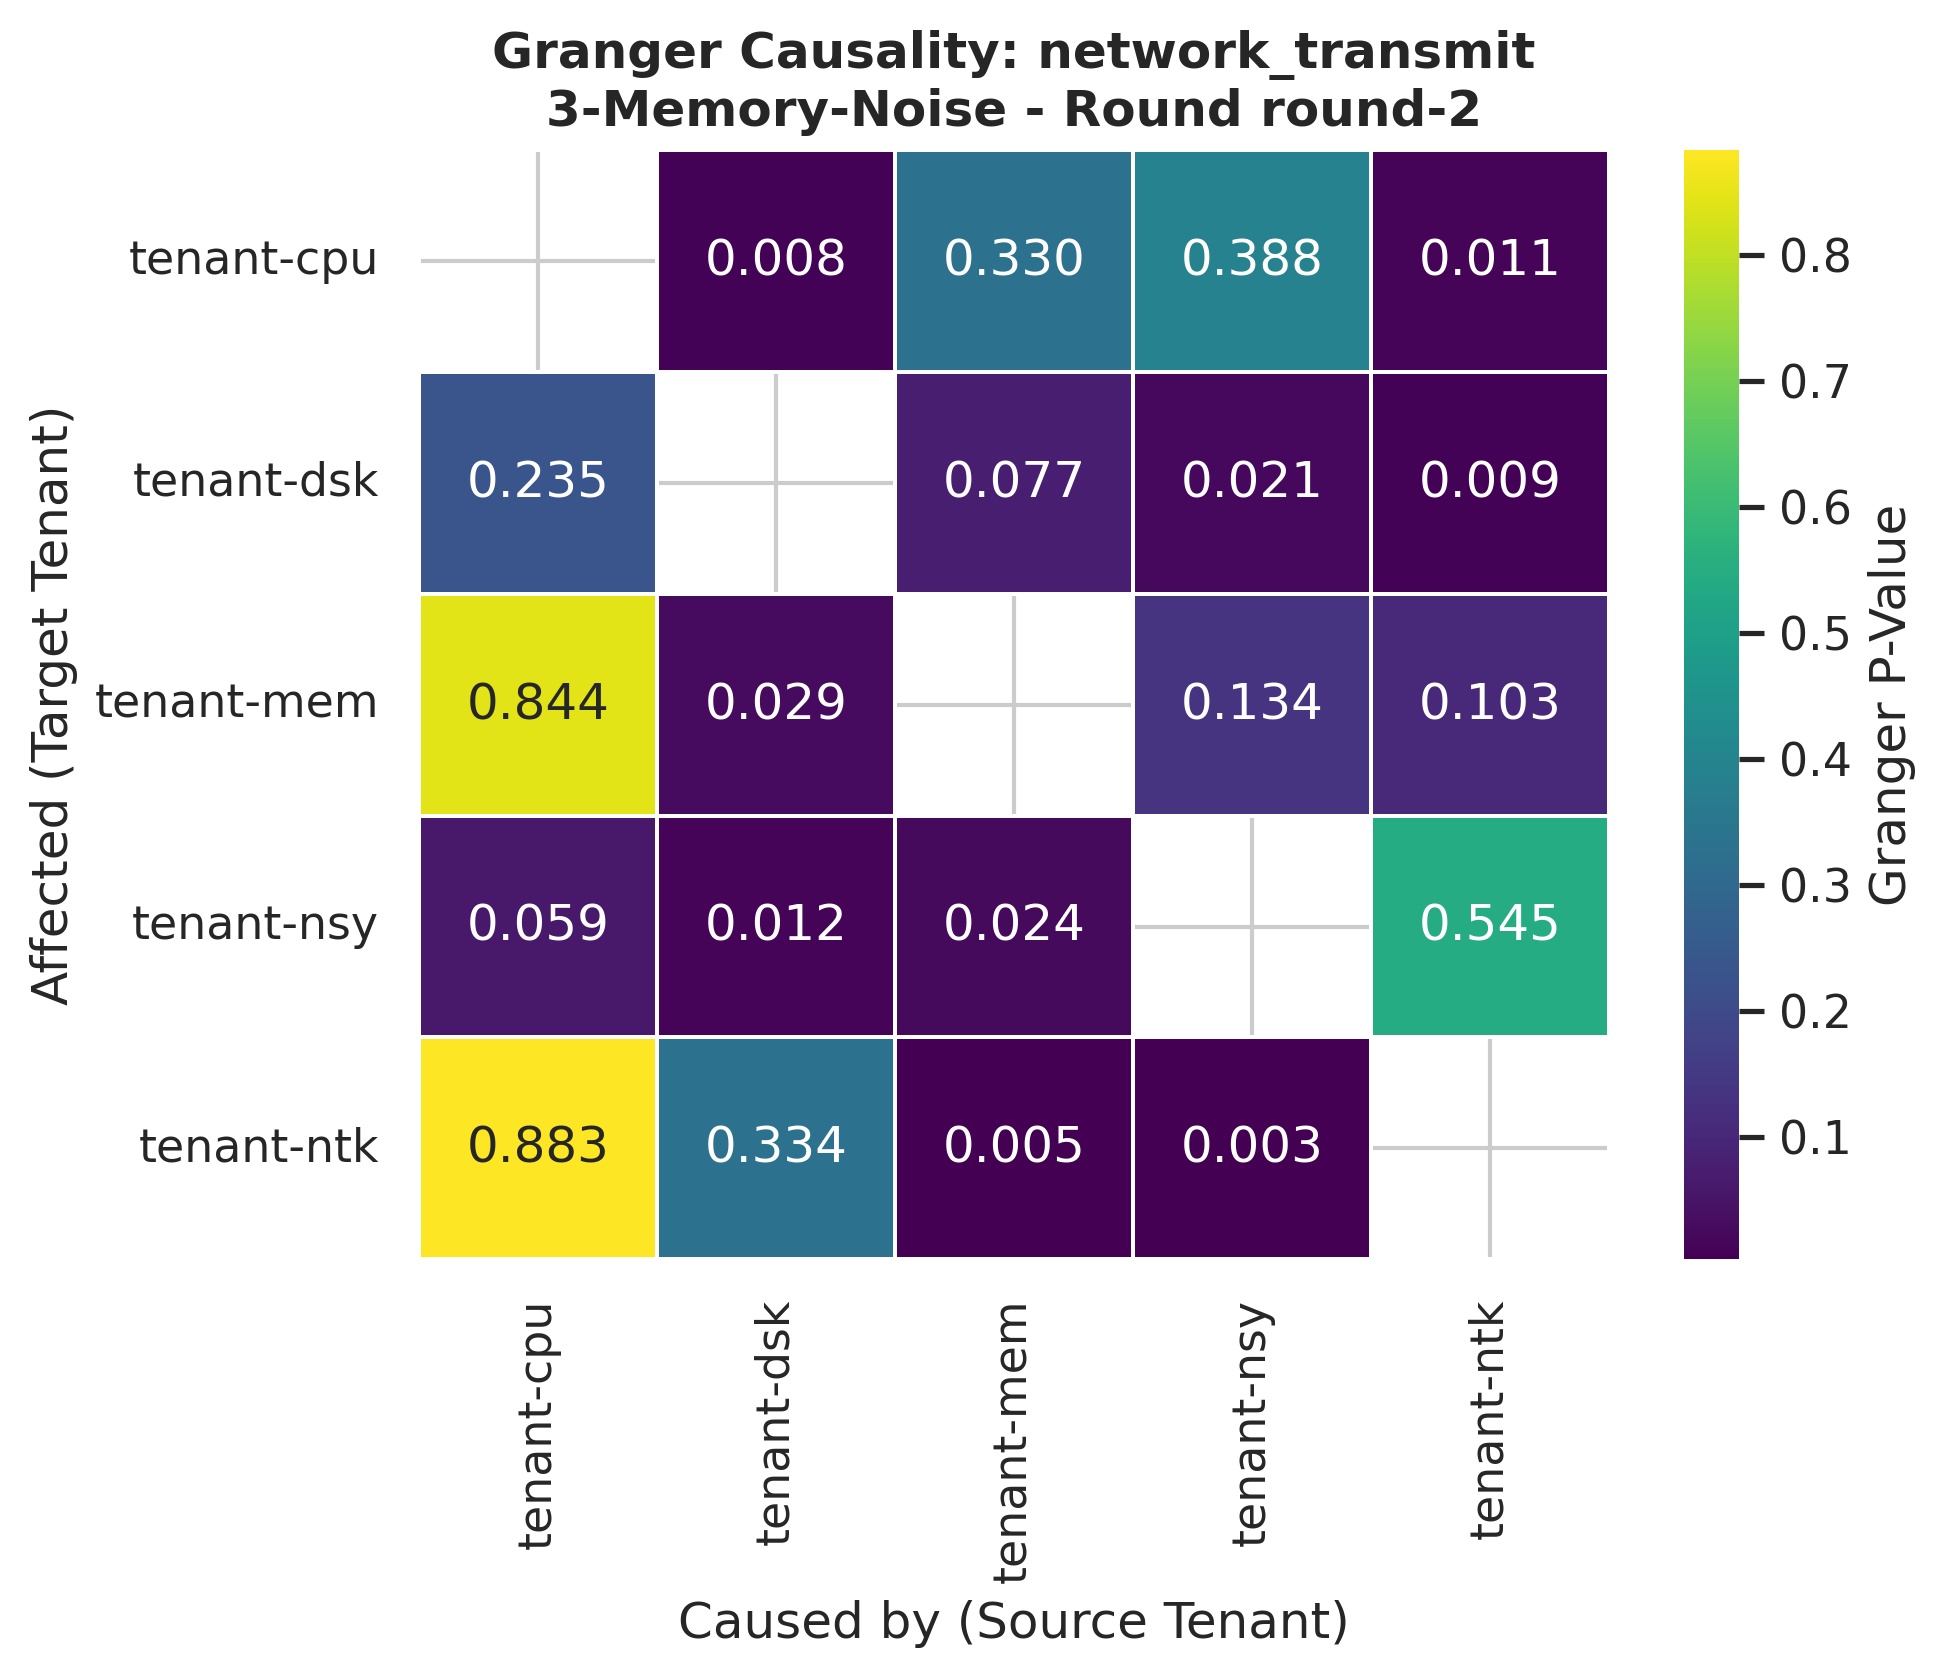 Granger Causality: network_transmit
3-Memory-Noise - Round round-2
Affected (Target Tenant)
tenant-cpu
0.008
0.330
0.388
0.011
tenant-dsk
0.235
0.077
0.021
0.009
tenant-mem
0.844
0.029
0.134
0.103
tenant-nsy
0.059
0.012
0.024
0.545
tenant-ntk
0.883
0.334
0.005
0.003
tenant-cpu
tenant-dsk
tenant-mem
tenant-nsy
tenant-ntk
Caused by (Source Tenant)
0.8
0.7
0.6
0.5
0.4
0.3
0.2
0.1
Granger P-Value